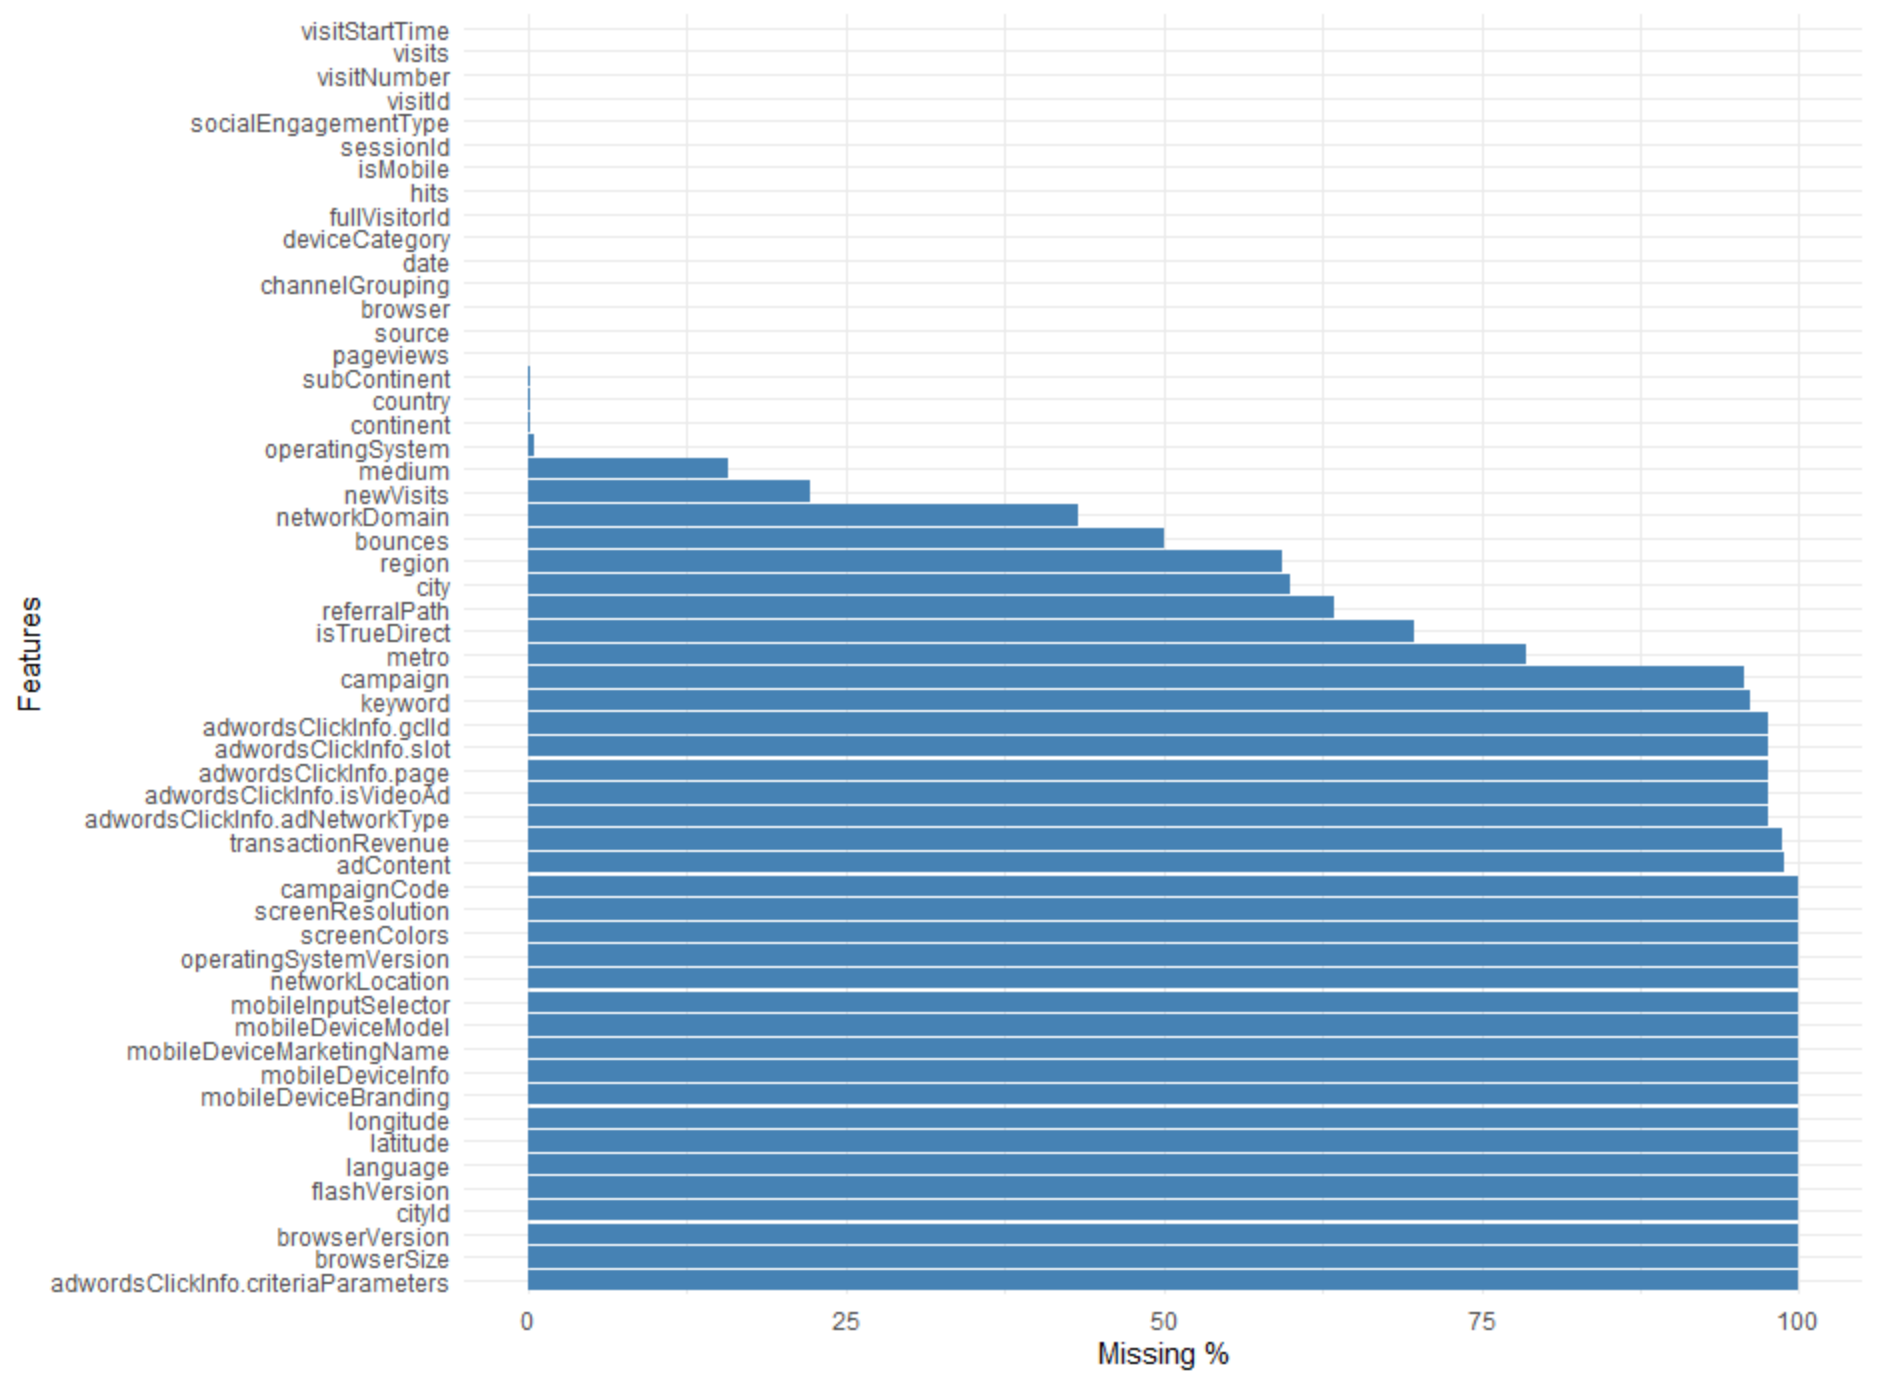 visitStartTime
visits
visitNumber
visitId
socialEngagementType
sessionId
isMobile
hits
fullVisitorId
deviceCategory
date
channelGrouping
browser
source
pageviews
subContinent
country
continent
operatingSystem
medium
newVisits
networkDomain
bounces
region
city
referralPath
isTrueDirect
metro
campaign
keyword
adwordsClickInfo.gclId
adwordsClickInfo.slot
adwordsClickInfo.page
adwordsClickInfo.isVideoAd
adwordsClickInfo.adNetworkType
transactionRevenue
adContent
campaignCode
screenResolution
screenColors
operatingSystemVersion
networkLocation
mobileInputSelector
mobileDeviceModel
mobileDeviceMarketingName
mobileDeviceInfo
mobileDeviceBranding
longitude
latitude
language
flashVersion
cityId
browserVersion
browserSize
adwordsClickInfo.criteriaParameters
Features
0 25 50 75 100
Missing %